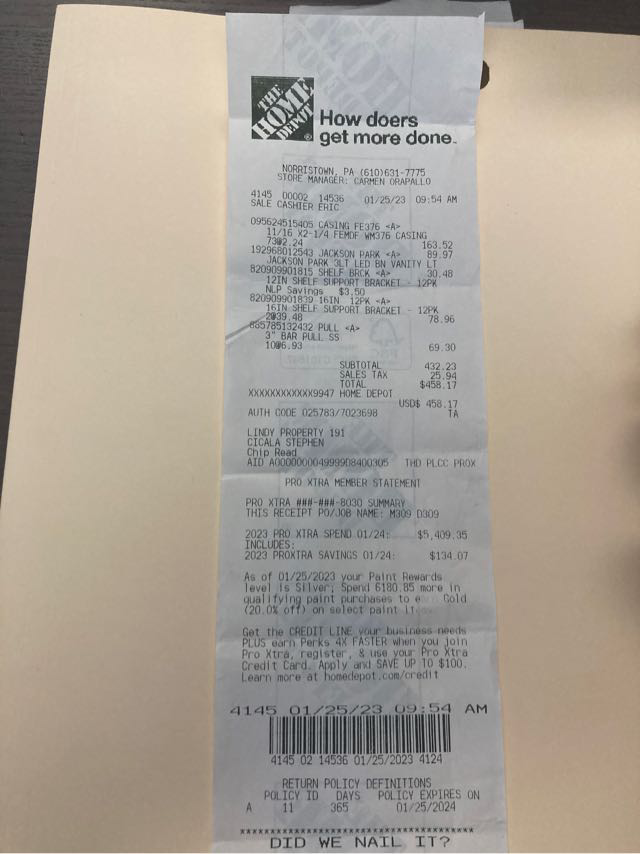 THE
HOME
DEPOT
How doers
get more done.
NORRISTOWN, PA (610)631-7775
STORE MANAGER: CARMEN ORAPALLO
4145 00002 14536 01/25/23 09:54 AM
SALE CASHIER ERIC
095624515405 CASING FE376 <A>
11/16 X2-1/4 FEMDF WM376 CASING
73@2.24 163.52
192968012543 JACKSON PARK <A> 89.97
JACKSON PARK 3LT LED BN VANITY LT
820909901815 SHELF BRCK <A> 30.48
12IN SHELF SUPPORT BRACKET - 12PK
NLP Savings $3.50
820909901839 16IN 12PK <A>
16IN SHELF SUPPORT BRACKET - 12PK
2@39.48 78.96
885785132432 PULL <A>
3" BAR PULL SS
10@6.93 69.30
SUBTOTAL 432.23
SALES TAX 25.94
TOTAL $458.17
XXXXXXXXXXXX9947 HOME DEPOT
USD$ 458.17
AUTH CODE 025783/7023698 TA
LINDY PROPERTY 191
CICALA STEPHEN
Chip Read
AID A0000000049999D8400305 THD PLCC PROX
PRO XTRA MEMBER STATEMENT
PRO XTRA ###-###-8030 SUMMARY
THIS RECEIPT PO/JOB NAME: M309 D309
2023 PRO XTRA SPEND 01/24: $5,409.35
INCLUDES:
2023 PROXTRA SAVINGS 01/24: $134.07
As of 01/25/2023 your Paint Rewards
level is Silver; Spend 6180.85 more in
qualifying paint purchases to Gold
(20.0% off) on select paint
Get the CREDIT LINE your business needs
PLUS earn Perks 4X FASTER when you join
Pro Xtra, register, & use your Pro Xtra
Credit Card. Apply and SAVE UP TO $100.
Learn more at homedepot.com/credit
4145 01/25/23 09:54 AM
4145 02 14536 01/25/2023 4124
RETURN POLICY DEFINITIONS
POLICY ID DAYS POLICY EXPIRES ON
A 11 365 01/25/2024
****************************************
DID WE NAIL IT?